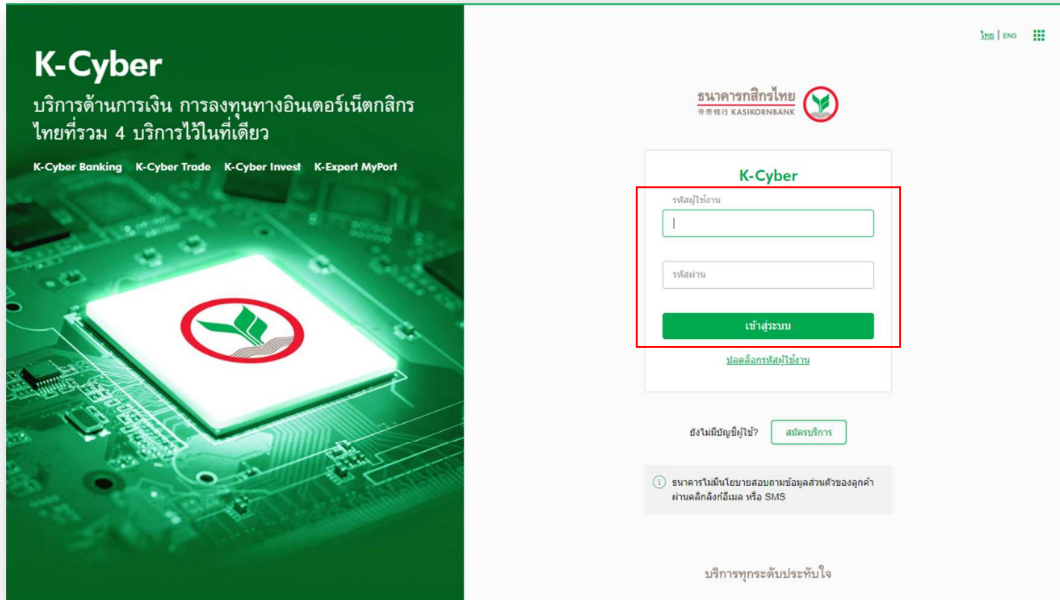 ไทย | ENG
K-Cyber
บริการด้านการเงิน การลงทุนทางอินเตอร์เน็ตกสิกร
ไทยที่รวม 4 บริการไว้ในที่เดียว
K-Cyber Banking K-Cyber Trade K-Cyber Invest K-Expert MyPort
ธนาคารกสิกรไทย
开泰银行 KASIKORNBANK
K-Cyber
รหัสผู้ใช้งาน
รหัสผ่าน
เข้าสู่ระบบ
ปลดล็อกรหัสผู้ใช้งาน
ยังไม่มีบัญชีผู้ใช้? สมัครบริการ
ธนาคารไม่มีนโยบายสอบถามข้อมูลส่วนตัวของลูกค้า
ผ่านคลิกลิงก์อีเมล หรือ SMS
บริการทุกระดับประทับใจ